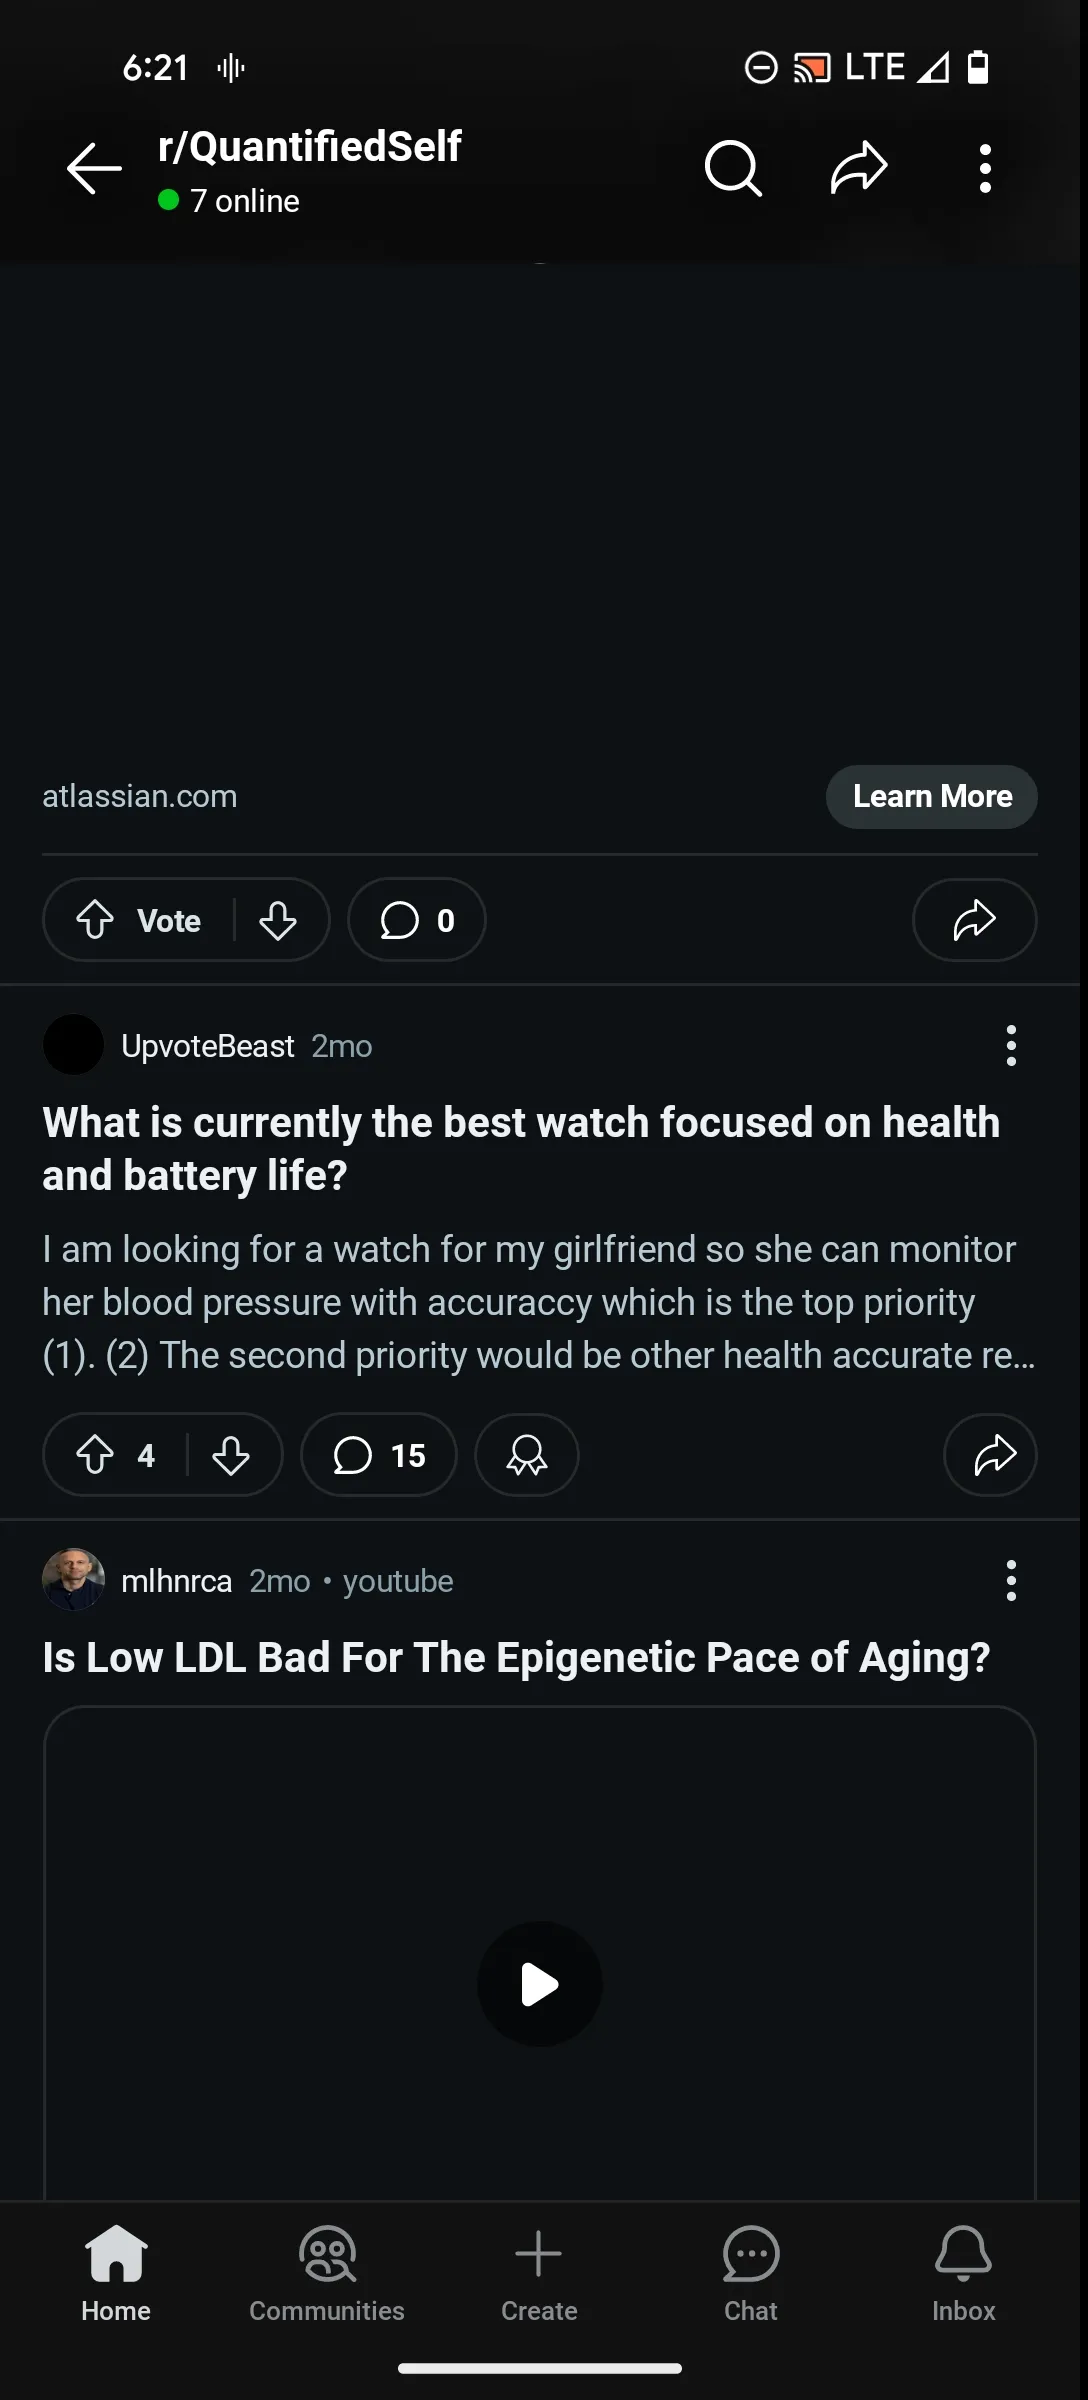 6:21
LTE
r/QuantifiedSelf
7 online
atlassian.com
Learn More
Vote
0
UpvoteBeast 2mo
What is currently the best watch focused on health
and battery life?
I am looking for a watch for my girlfriend so she can monitor
her blood pressure with accuraccy which is the top priority
(1). (2) The second priority would be other health accurate re...
4
15
mlhnrca 2mo • youtube
Is Low LDL Bad For The Epigenetic Pace of Aging?
Home
Communities
Create
Chat
Inbox